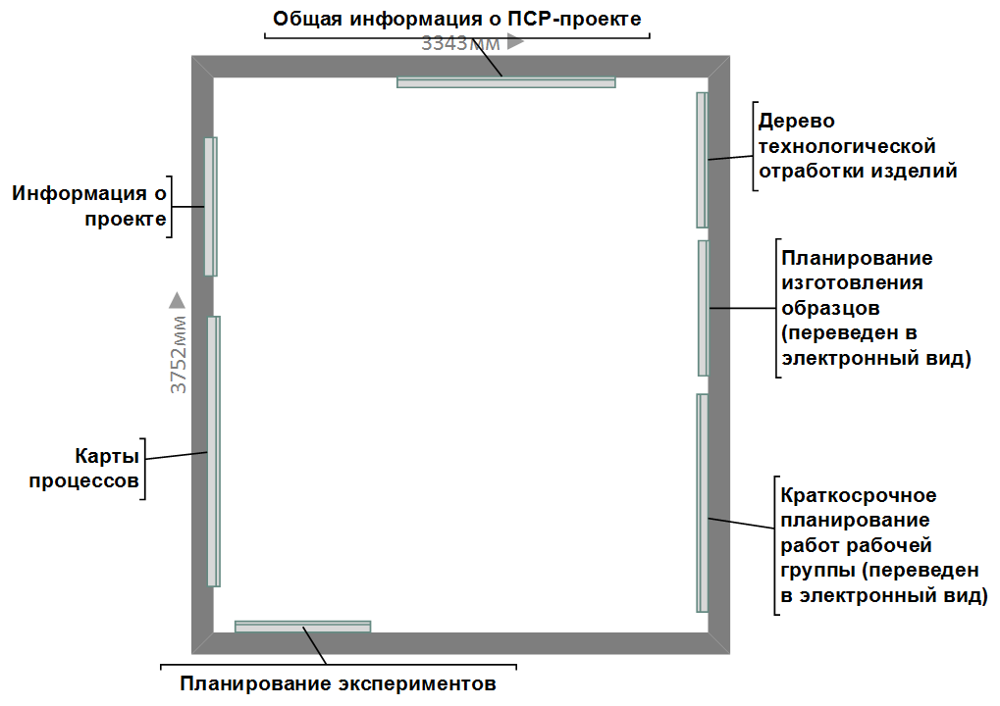 Общая информация о ПСР-проекте
3343мм
Дерево
технологической
отработки изделий
Информация о
проекте
Планирование
изготовления
образцов
(переведен в
электронный вид)
3752мм
Карты
процессов
Краткосрочное
планирование
работ рабочей
группы (переведен
в электронный вид)
Планирование экспериментов